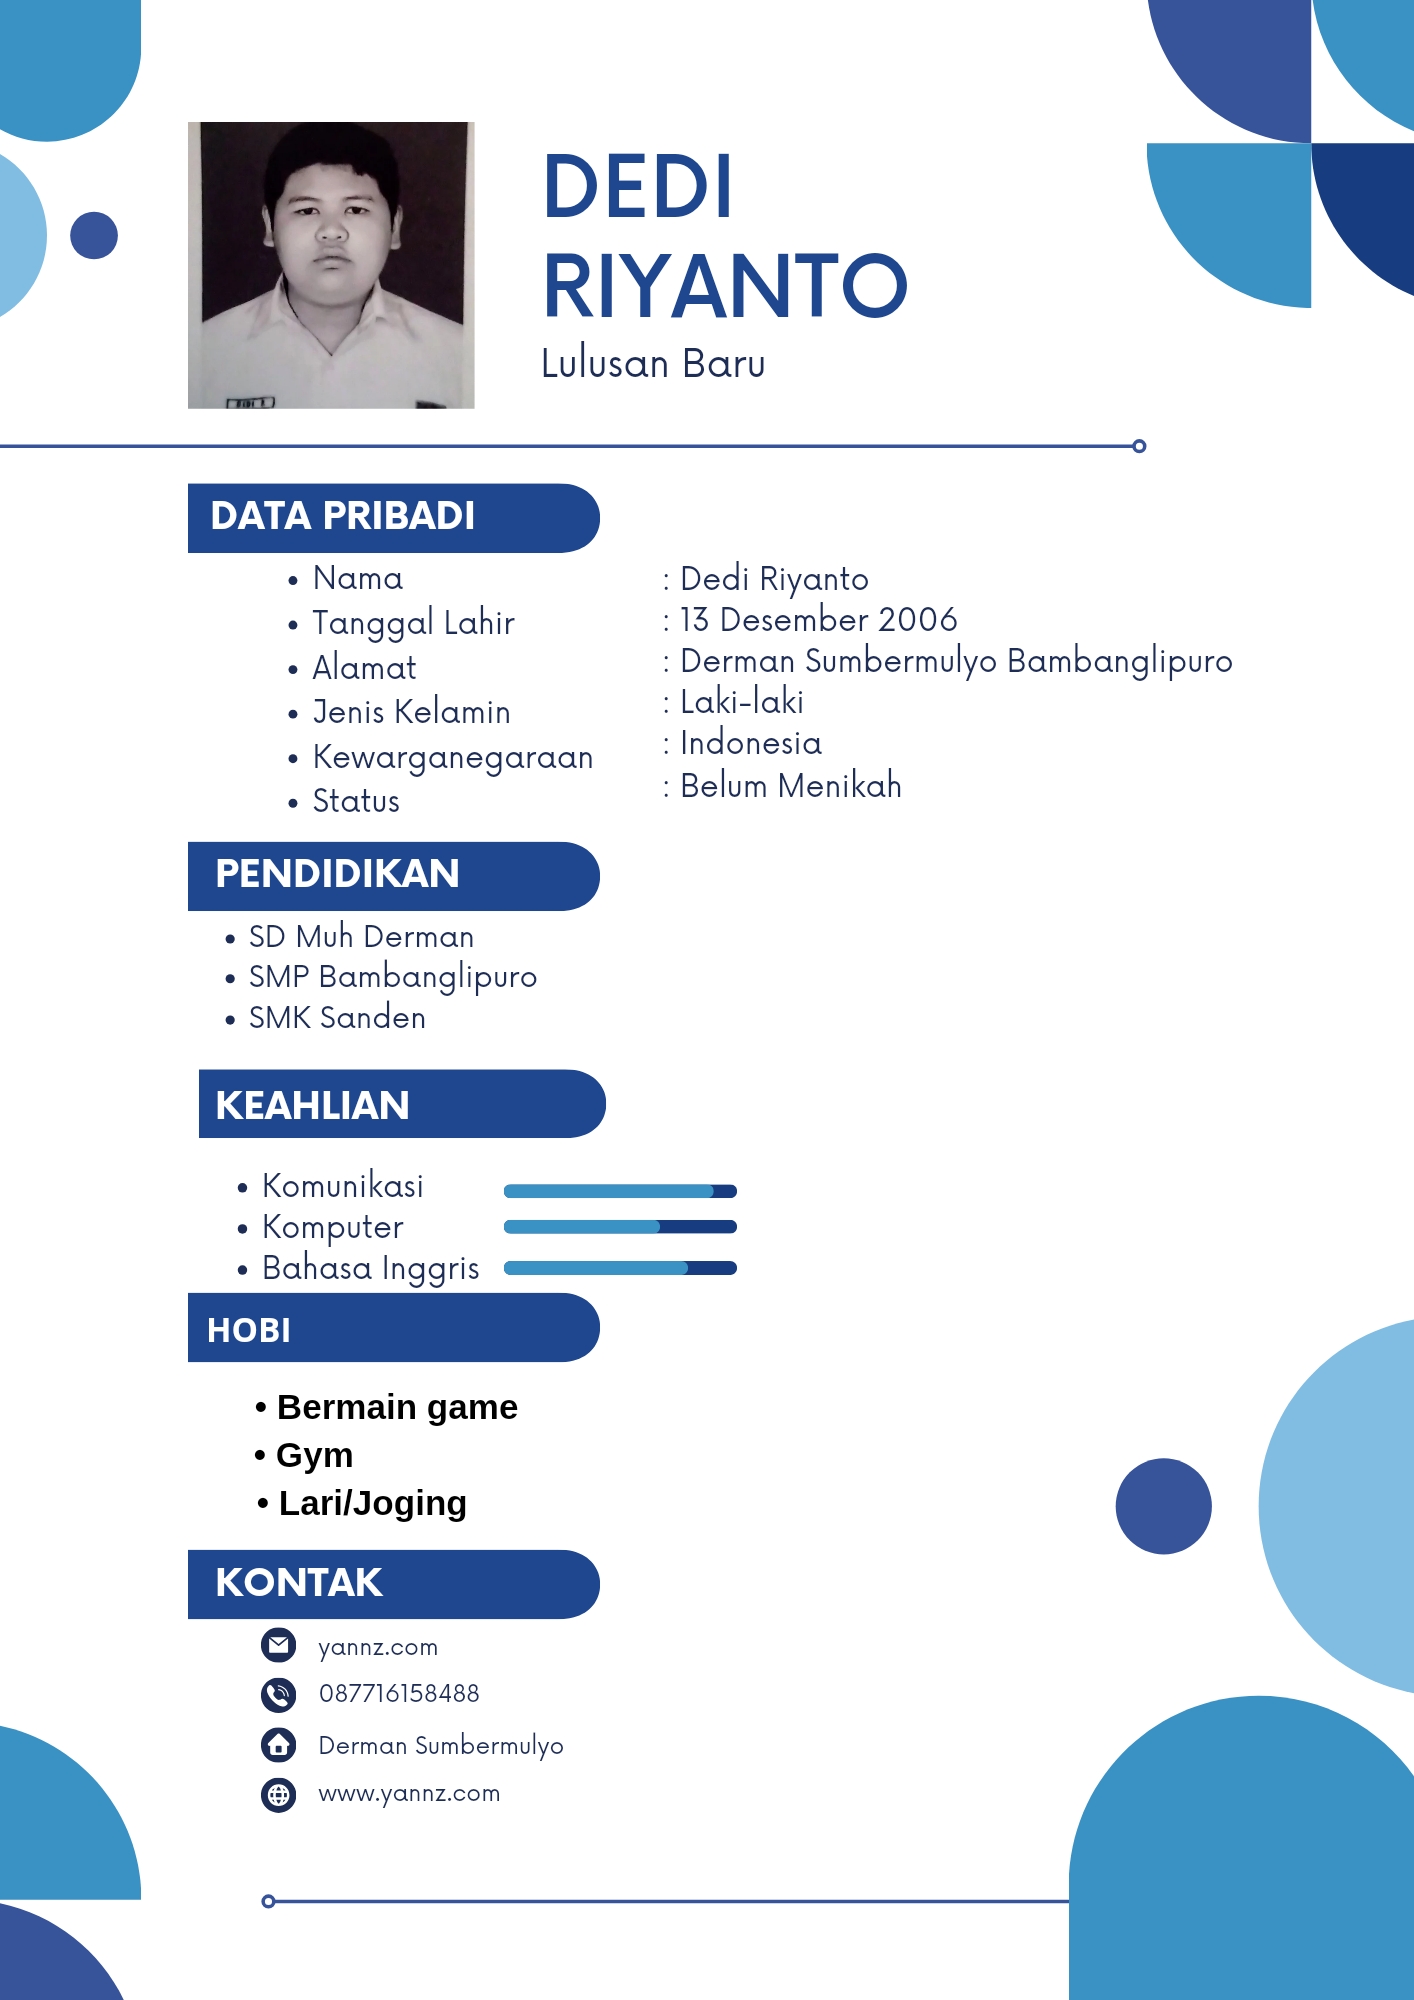 DEDI
RIYANTO
Lulusan Baru
DATA PRIBADI
• Nama : Dedi Riyanto
• Tanggal Lahir : 13 Desember 2006
• Alamat : Derman Sumbermulyo Bambanglipuro
• Jenis Kelamin : Laki-laki
• Kewarganegaraan : Indonesia
• Status : Belum Menikah
PENDIDIKAN
• SD Muh Derman
• SMP Bambanglipuro
• SMK Sanden
KEAHLIAN
• Komunikasi
• Komputer
• Bahasa Inggris
HOBI
• Bermain game
• Gym
• Lari/Joging
KONTAK
yannz.com
087716158488
Derman Sumbermulyo
www.yannz.com